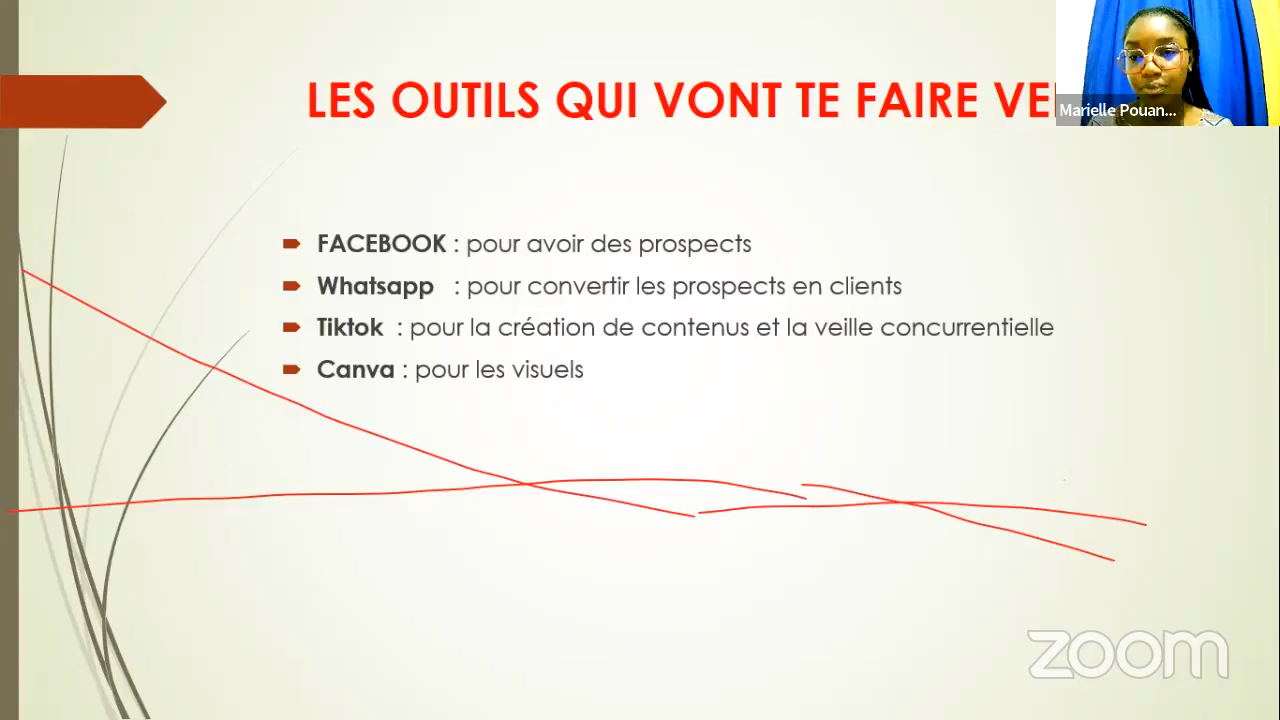 LES OUTILS QUI VONT TE FAIRE VE
Marielle Pouan...
FACEBOOK : pour avoir des prospects
Whatsapp : pour convertir les prospects en clients
Tiktok : pour la création de contenus et la veille concurrentielle
Canva : pour les visuels
zoom